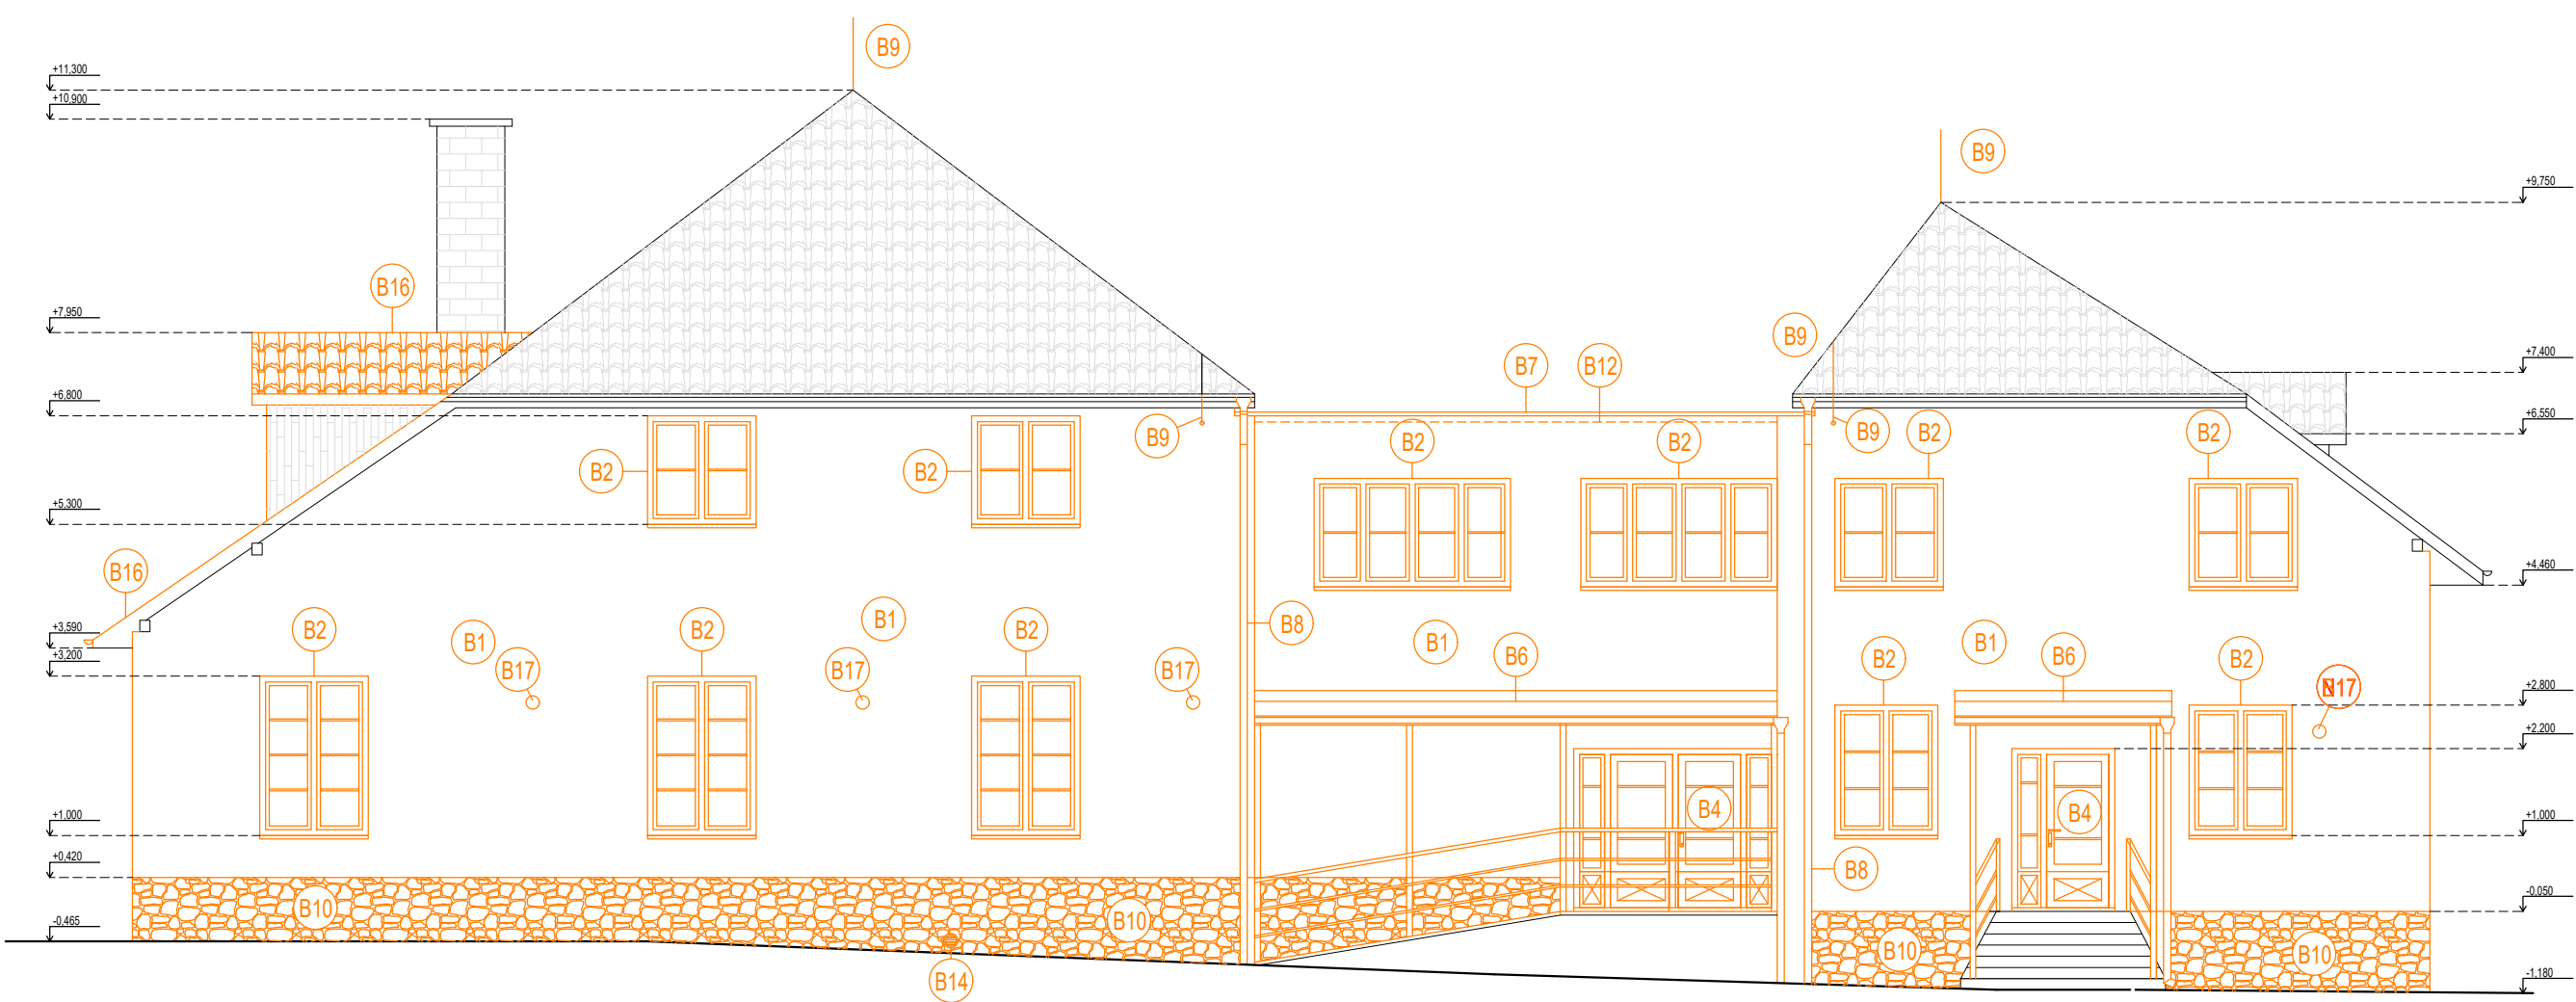 B9
+11,300
+10,900
B9
+9,750
B16
+7,950
B9
B7
B12
+7,400
+6,800
+6,550
B9
B2
B2
B9
B2
B2
B2
B2
+5,300
B16
+4,460
B2
B1
B2
B1
B2
B8
B1
B6
B2
B1
B6
B2
+3,590
+3,200
B17
B17
B17
17
+2,800
+2,200
B4
B4
+1,000
+1,000
+0,420
B8
B10
B10
-0,050
-0,465
B10
B10
B14
-1,180